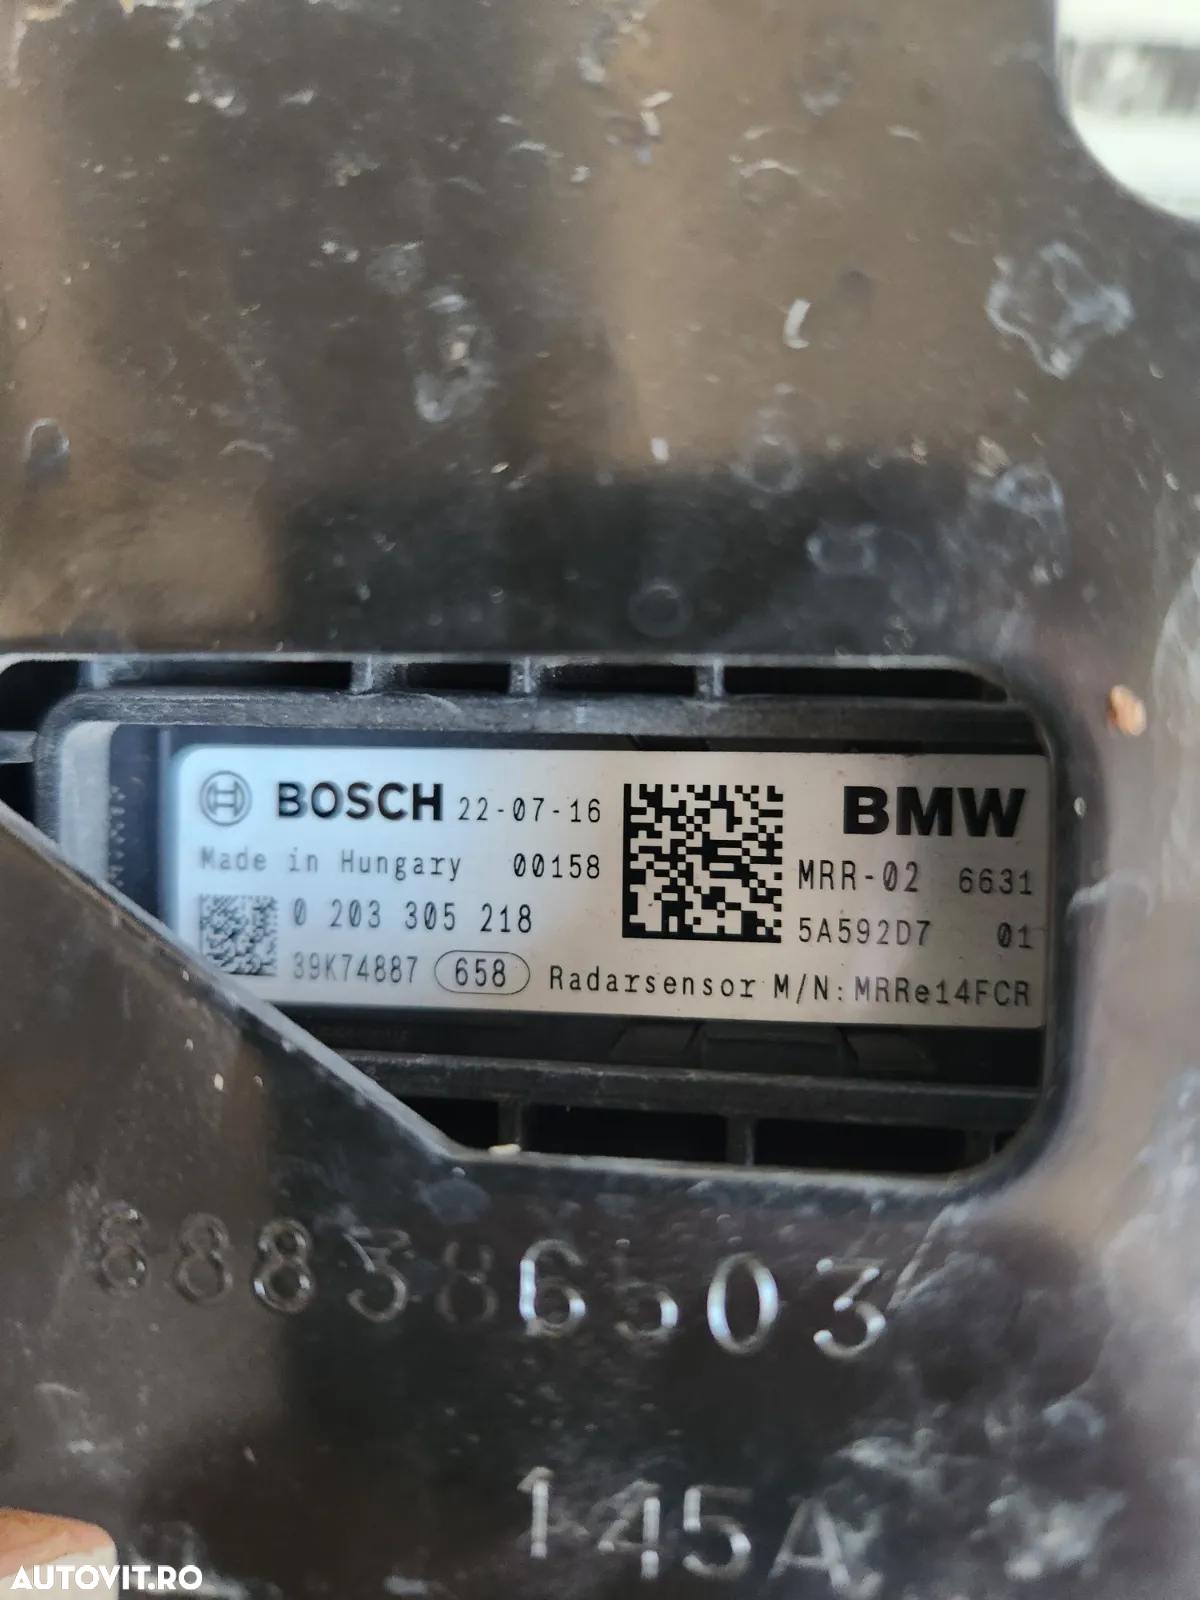 BOSCH 22-07-16 BMW
Made in Hungary 00158 MRR-02 6631
0 203 305 218 5A592D7 01
39K74887 658 Radarsensor M/N: MRRe14FCR
145A
AUTOVIT.RO